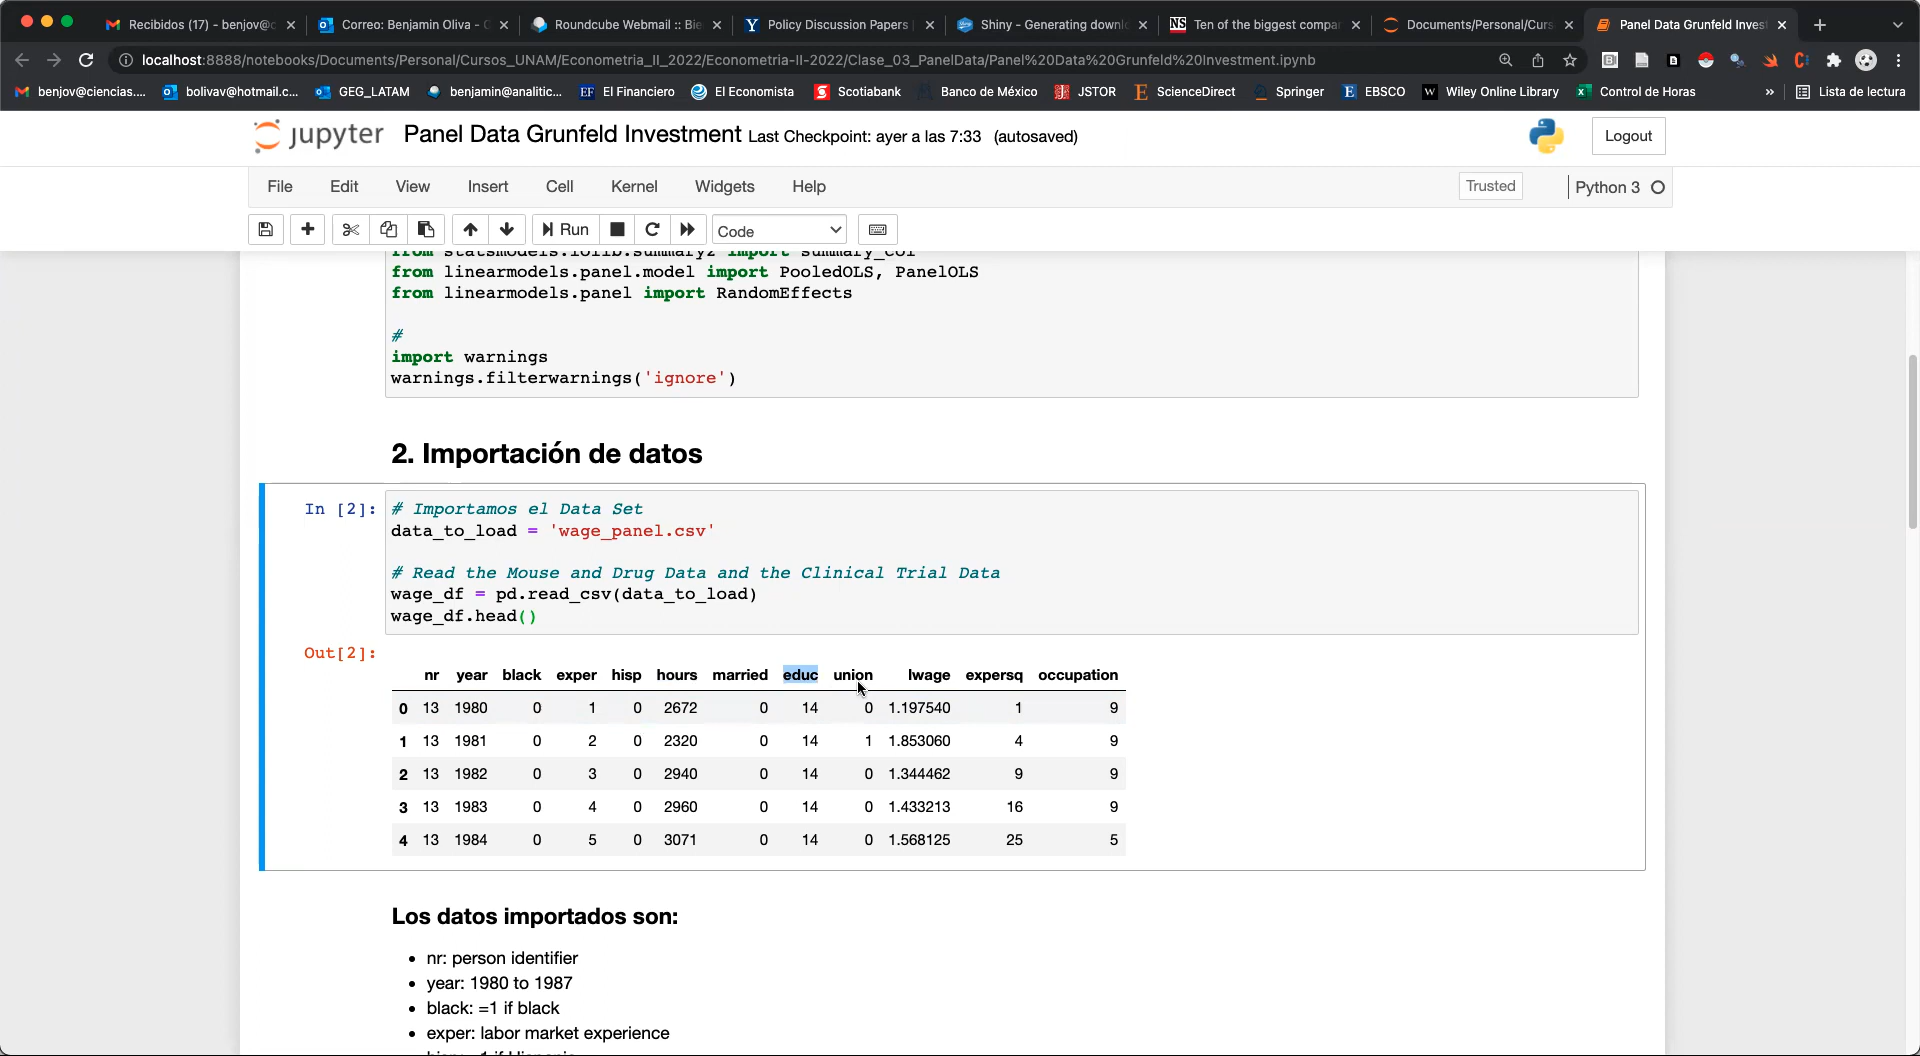 Recibidos (17) - benjov@c
Correo: Benjamin Oliva - C
Roundcube Webmail :: Bie
Policy Discussion Papers
Shiny - Generating downl
Ten of the biggest compa
Documents/Personal/Curs
Panel Data Grunfeld Inves
localhost:8888/notebooks/Documents/Personal/Cursos_UNAM/Econometria_II_2022/Econometria-II-2022/Clase_03_PanelData/Panel%20Data%20Grunfeld%20Investment.ipynb
benjov@ciencias....
bolivav@hotmail.c...
GEG_LATAM
benjamin@analitic...
El Financiero
El Economista
Scotiabank
Banco de México
JSTOR
ScienceDirect
Springer
EBSCO
Wiley Online Library
Control de Horas
»
Lista de lectura
jupyter Panel Data Grunfeld Investment Last Checkpoint: ayer a las 7:33 (autosaved)
Logout
File Edit View Insert Cell Kernel Widgets Help
Trusted
Python 3
Run
Code
from statsmodels.iolib.summary2 import summary_col
from linearmodels.panel.model import PooledOLS, PanelOLS
from linearmodels.panel import RandomEffects
#
import warnings
warnings.filterwarnings('ignore')
2. Importación de datos
In [2]:
# Importamos el Data Set
data_to_load = 'wage_panel.csv'
# Read the Mouse and Drug Data and the Clinical Trial Data
wage_df = pd.read_csv(data_to_load)
wage_df.head()
Out[2]:
nr year black exper hisp hours married educ union lwage expersq occupation
0 13 1980 0 1 0 2672 0 14 0 1.197540 1 9
1 13 1981 0 2 0 2320 0 14 1 1.853060 4 9
2 13 1982 0 3 0 2940 0 14 0 1.344462 9 9
3 13 1983 0 4 0 2960 0 14 0 1.433213 16 9
4 13 1984 0 5 0 3071 0 14 0 1.568125 25 5
Los datos importados son:
• nr: person identifier
• year: 1980 to 1987
• black: =1 if black
• exper: labor market experience